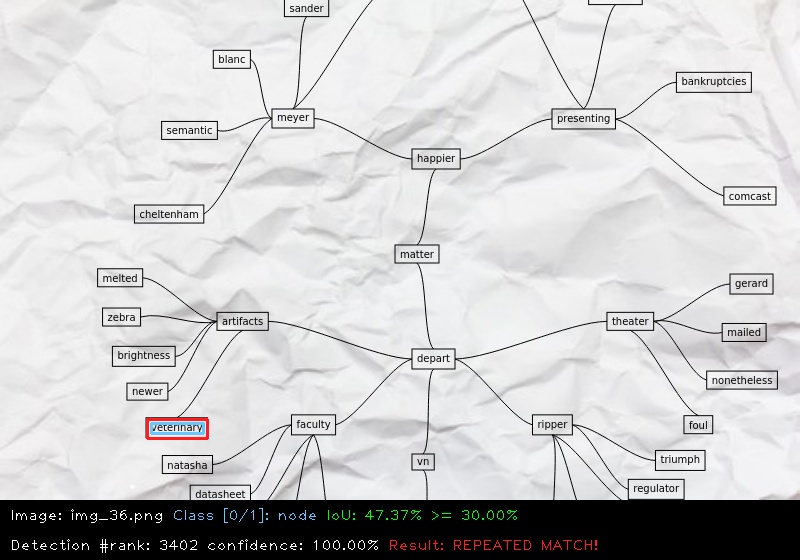 sander
blanc
bankruptcies
meyer
presenting
semantic
happier
comcast
cheltenham
matter
melted
gerard
zebra
artifacts
theater
mailed
brightness
depart
nonetheless
newer
veterinary
faculty
ripper
foul
natasha
vn
triumph
datasheet
regulator
Image: img_36.png Class [0/1]: node IoU: 47.37% >= 30.00%
Detection #rank: 3402 confidence: 100.00% Result: REPEATED MATCH!